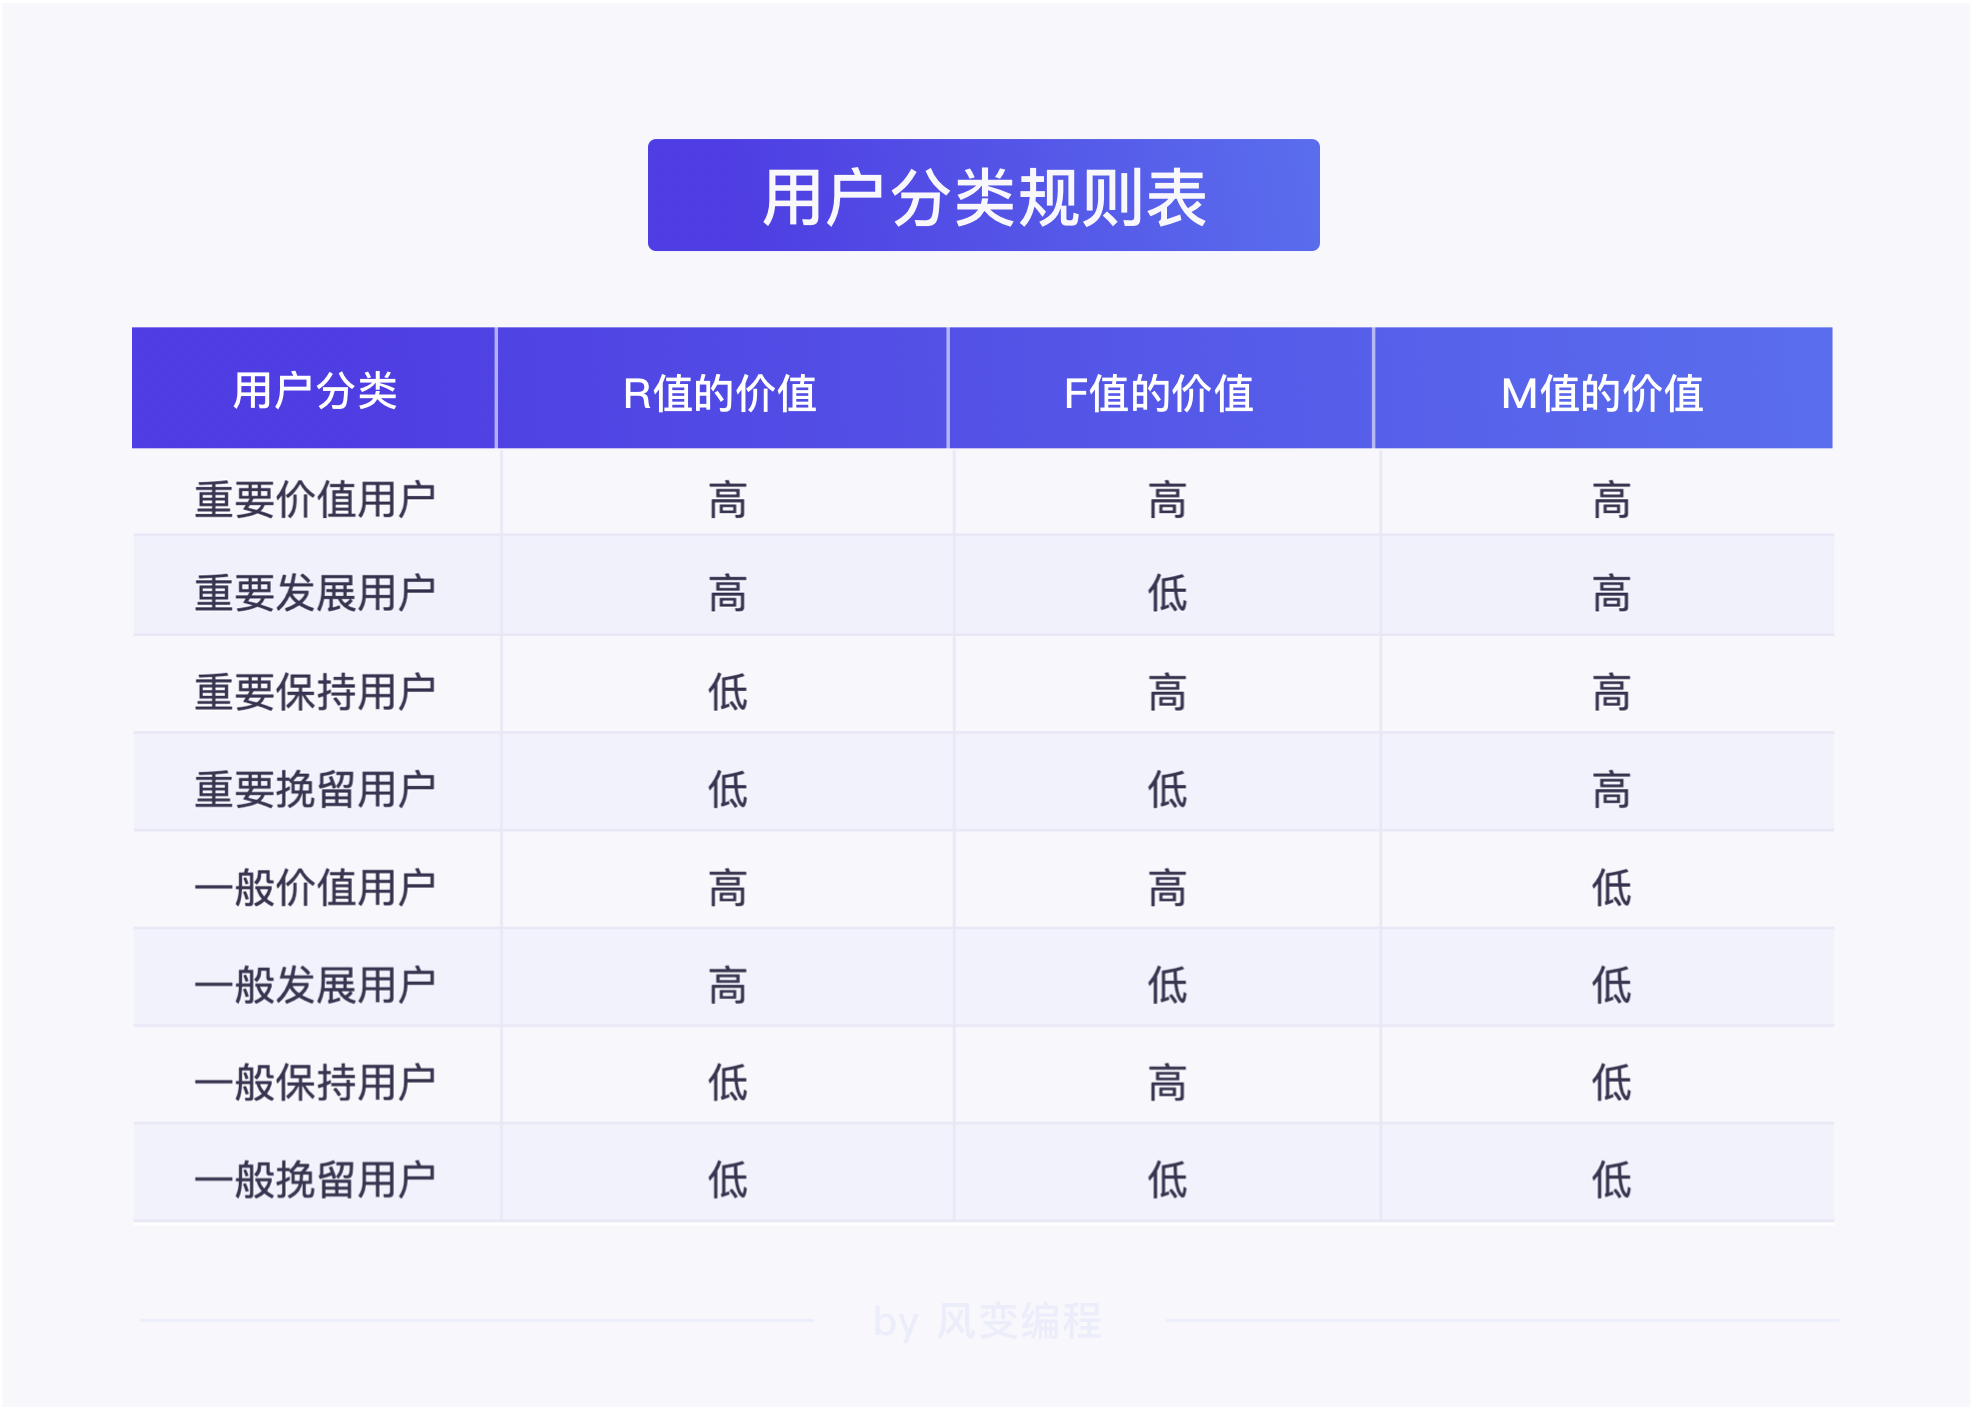 用户分类规则表
用户分类 R值的价值 F值的价值 M值的价值
重要价值用户 高 高 高
重要发展用户 高 低 高
重要保持用户 低 高 高
重要挽留用户 低 低 高
一般价值用户 高 高 低
一般发展用户 高 低 低
一般保持用户 低 高 低
一般挽留用户 低 低 低
by 风变编程